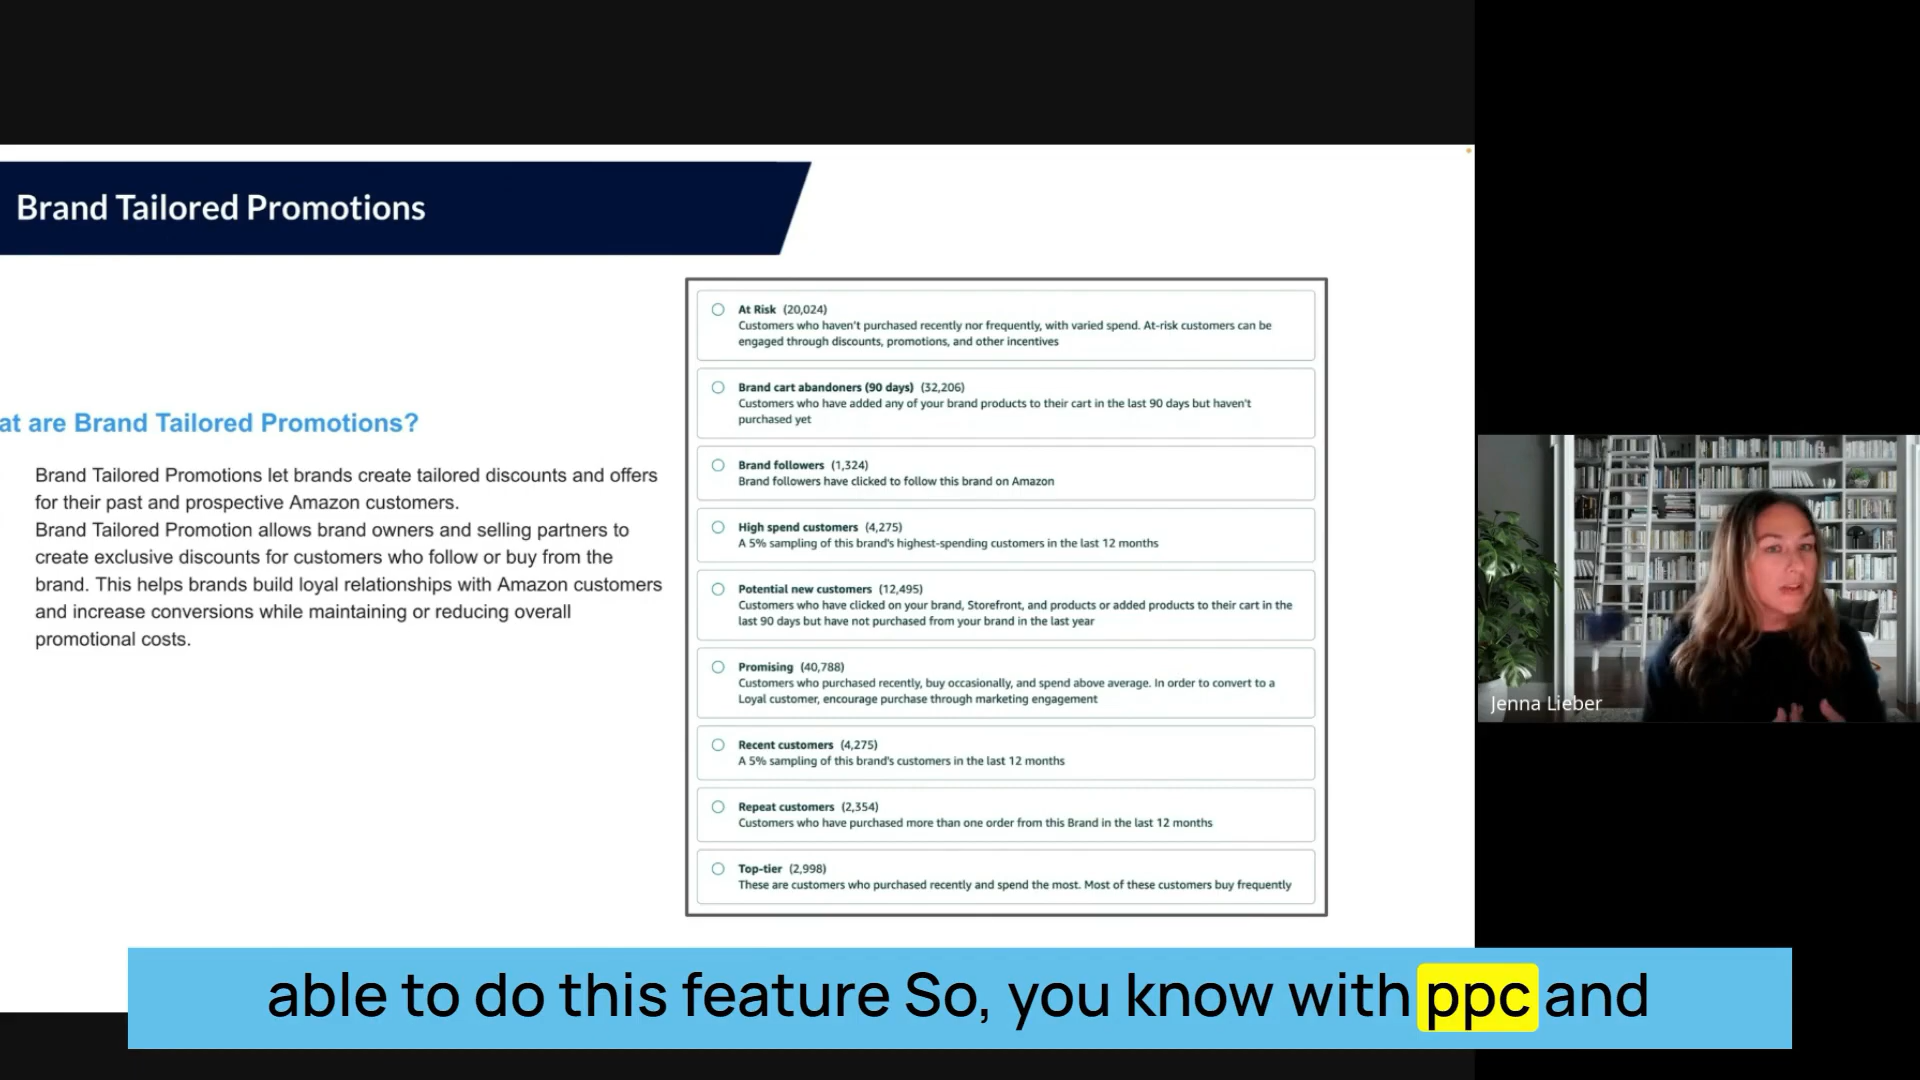 Brand Tailored Promotions
at are Brand Tailored Promotions?
Brand Tailored Promotions let brands create tailored discounts and offers
for their past and prospective Amazon customers.
Brand Tailored Promotion allows brand owners and selling partners to
create exclusive discounts for customers who follow or buy from the
brand. This helps brands build loyal relationships with Amazon customers
and increase conversions while maintaining or reducing overall
promotional costs.
At Risk (20,024)
Customers who haven't purchased recently nor frequently, with varied spend. At-risk customers can be
engaged through discounts, promotions, and other incentives
Brand cart abandoners (90 days) (32,206)
Customers who have added any of your brand products to their cart in the last 90 days but haven't
purchased yet
Brand followers (1,324)
Brand followers have clicked to follow this brand on Amazon
High spend customers (4,275)
A 5% sampling of this brand's highest-spending customers in the last 12 months
Potential new customers (12,495)
Customers who have clicked on your brand, Storefront, and products or added products to their cart in the
last 90 days but have not purchased from your brand in the last year
Promising (40,788)
Customers who purchased recently, buy occasionally, and spend above average. In order to convert to a
Loyal customer, encourage purchase through marketing engagement
Recent customers (4,275)
A 5% sampling of this brand's customers in the last 12 months
Repeat customers (2,354)
Customers who have purchased more than one order from this Brand in the last 12 months
Top-tier (2,998)
These are customers who purchased recently and spend the most. Most of these customers buy frequently
Jenna Lieber
able to do this feature So, you know with ppc and